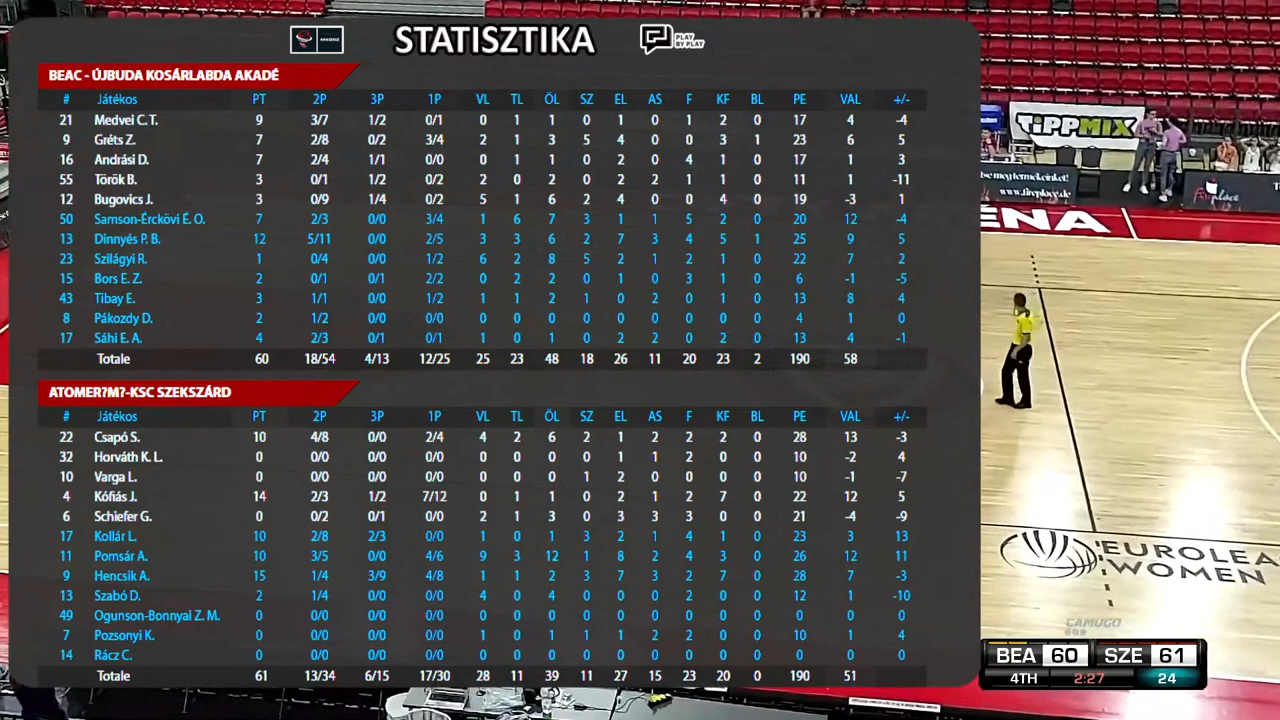 STATISZTIKA
PLAY BY PLAY
BEAC - ÚJBUDA KOSÁRLABDA AKADÉ
# Játékos PT 2P 3P 1P VL TL ÖL SZ EL AS F KF BL PE VAL +/-
21 Medvei C. T. 9 3/7 1/2 0/1 0 1 1 0 1 0 1 2 0 17 4 -4
9 Gréts Z. 7 2/8 0/2 3/4 2 1 3 5 4 0 0 3 1 23 6 5
16 Andrási D. 7 2/4 1/1 0/0 0 1 1 0 2 0 4 1 0 17 1 3
55 Török B. 3 0/1 1/2 0/2 2 0 2 0 2 2 1 1 0 11 1 -11
12 Bugovics J. 3 0/9 1/4 0/2 5 1 6 2 4 0 0 4 0 19 -3 1
50 Samson-Érckövi É. O. 7 2/3 0/0 3/4 1 6 7 3 1 1 5 2 0 20 12 -4
13 Dinnyés P. B. 12 5/11 0/0 2/5 3 3 6 2 7 3 4 5 1 25 9 5
23 Szilágyi R. 1 0/4 0/0 1/2 6 2 8 5 2 1 2 1 0 22 7 2
15 Bors E. Z. 2 0/1 0/1 2/2 0 2 2 0 1 0 3 1 0 6 -1 -5
43 Tibay E. 3 1/1 0/0 1/2 1 1 2 1 0 2 0 1 0 13 8 4
8 Pákozdy D. 2 1/2 0/0 0/0 0 0 0 0 0 0 0 0 0 4 1 0
17 Sáhi E. A. 4 2/3 0/1 0/1 1 0 1 0 2 2 0 2 0 13 4 -1
Totale 60 18/54 4/13 12/25 25 23 48 18 26 11 20 23 2 190 58
ATOMER?M?-KSC SZEKSZÁRD
# Játékos PT 2P 3P 1P VL TL ÖL SZ EL AS F KF BL PE VAL +/-
22 Csapó S. 10 4/8 0/0 2/4 4 2 6 2 1 2 2 2 0 28 13 -3
32 Horváth K. L. 0 0/0 0/0 0/0 0 0 0 0 1 1 2 0 0 10 -2 4
10 Varga L. 0 0/0 0/0 0/0 0 0 0 1 2 0 0 0 0 10 -1 -7
4 Kófiás J. 14 2/3 1/2 7/12 0 1 1 0 2 1 2 7 0 22 12 5
6 Schiefer G. 0 0/2 0/1 0/0 2 1 3 0 3 3 3 0 0 21 -4 -9
17 Kollár L. 10 2/8 2/3 0/0 1 0 1 3 2 1 4 1 0 23 3 13
11 Pomsár A. 10 3/5 0/0 4/6 9 3 12 1 8 2 4 3 0 26 12 11
9 Hencsik A. 15 1/4 3/9 4/8 1 1 2 3 7 3 2 7 0 28 7 -3
13 Szabó D. 2 1/4 0/0 0/0 4 0 4 0 0 0 2 0 0 12 1 -10
49 Ogunson-Bonnyai Z. M. 0 0/0 0/0 0/0 0 0 0 0 0 0 0 0 0 0 0 0
7 Pozsonyi K. 0 0/0 0/0 0/0 1 0 1 1 1 2 2 0 0 10 1 4
14 Rácz C. 0 0/0 0/0 0/0 0 0 0 0 0 0 0 0 0 0 0 0
Totale 61 13/34 6/15 17/30 28 11 39 11 27 15 23 20 0 190 51
TIPPMIX
www.fireplace.hu
Fireplace
ÉNA
EUROLEA
WOMEN
CAMUGO
BEA 60 SZE 61
4TH 2:27 24